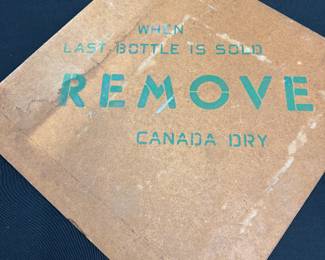 WHEN
LAST BOTTLE IS SOLD
REMOVE
CANADA DRY